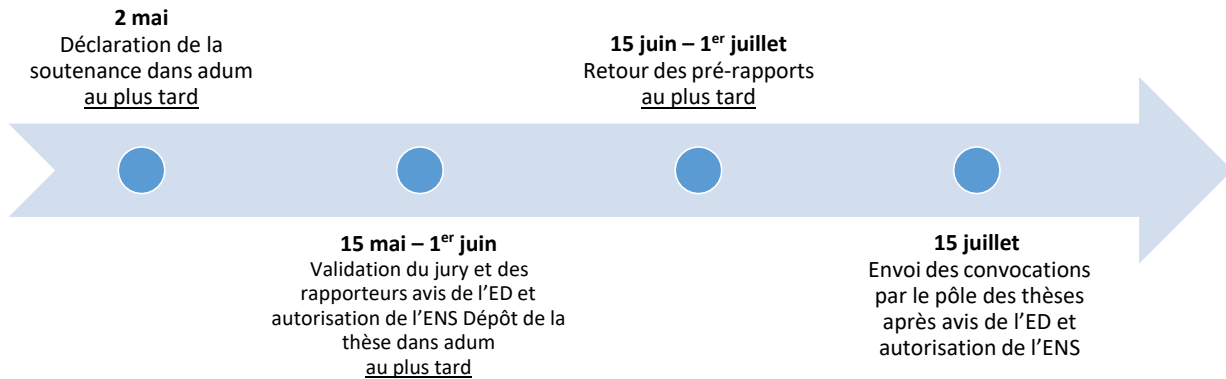 2 mai
Déclaration de la
soutenance dans adum
au plus tard
15 mai – 1er juin
Validation du jury et des
rapporteurs avis de l’ED et
autorisation de l’ENS Dépôt de la
thèse dans adum
au plus tard
15 juin – 1er juillet
Retour des pré-rapports
au plus tard
15 juillet
Envoi des convocations
par le pôle des thèses
après avis de l’ED et
autorisation de l’ENS